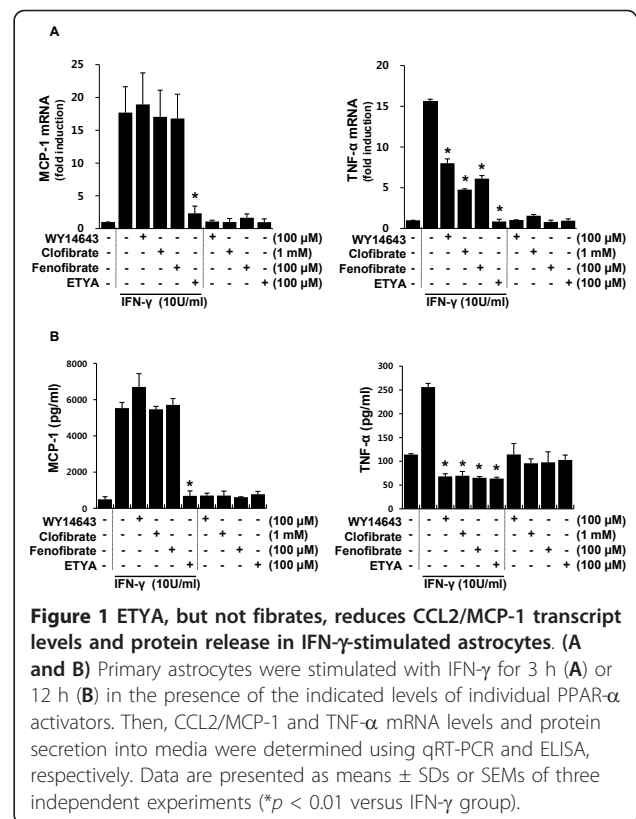 A
MCP-1 mRNA
(fold induction)
25
20
15
10
5
0
*
WY14643 - - + - - - + - - - (100 µM)
Clofibrate - - - + - - - + - - (1 mM)
Fenofibrate - - - - + - - - + - (100 µM)
ETYA - - - - - + - - - + (100 µM)
IFN-γ (10U/ml)
TNF-α mRNA
(fold induction)
20
15
10
5
0
* * * *
WY14643 - - + - - - + - - - (100 µM)
Clofibrate - - - + - - - + - - (1 mM)
Fenofibrate - - - - + - - - + - (100 µM)
ETYA - - - - - + - - - + (100 µM)
IFN-γ (10U/ml)
B
MCP-1 (pg/ml)
8000
6000
4000
2000
0
*
WY14643 - - + - - - + - - - (100 µM)
Clofibrate - - - + - - - + - - (1 mM)
Fenofibrate - - - - + - - - + - (100 µM)
ETYA - - - - - + - - - + (100 µM)
IFN-γ (10U/ml)
TNF-α (pg/ml)
300
250
200
150
100
50
0
* * * *
WY14643 - - + - - - + - - - (100 µM)
Clofibrate - - - + - - - + - - (1 mM)
Fenofibrate - - - - + - - - + - (100 µM)
ETYA - - - - - + - - - + (100 µM)
IFN-γ (10U/ml)
Figure 1 ETYA, but not fibrates, reduces CCL2/MCP-1 transcript
levels and protein release in IFN-γ-stimulated astrocytes. (A
and B) Primary astrocytes were stimulated with IFN-γ for 3 h (A) or
12 h (B) in the presence of the indicated levels of individual PPAR-α
activators. Then, CCL2/MCP-1 and TNF-α mRNA levels and protein
secretion into media were determined using qRT-PCR and ELISA,
respectively. Data are presented as means ± SDs or SEMs of three
independent experiments (*p < 0.01 versus IFN-γ group).